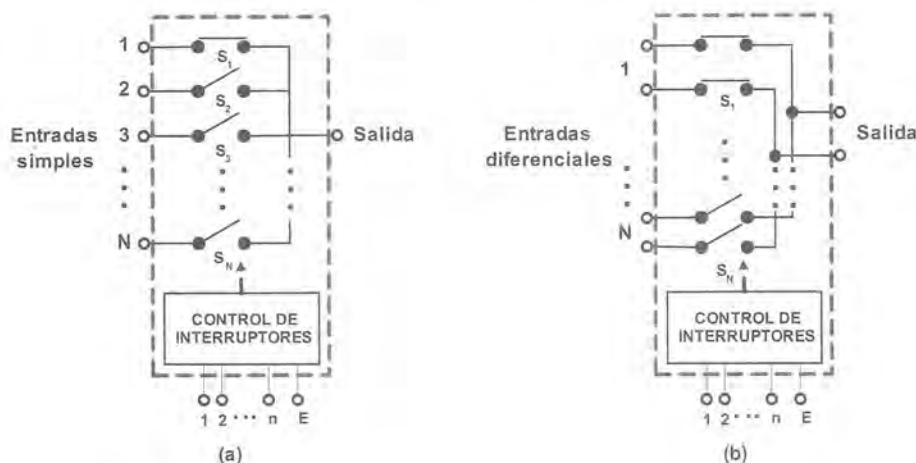 1
S1
2
S2
Entradas simples
3
S3
Salida
N
SN
CONTROL DE
INTERRUPTORES
1 2 n E
(a)
1
S1
Entradas
diferenciales
Salida
N
SN
CONTROL DE
INTERRUPTORES
1 2 n E
(b)